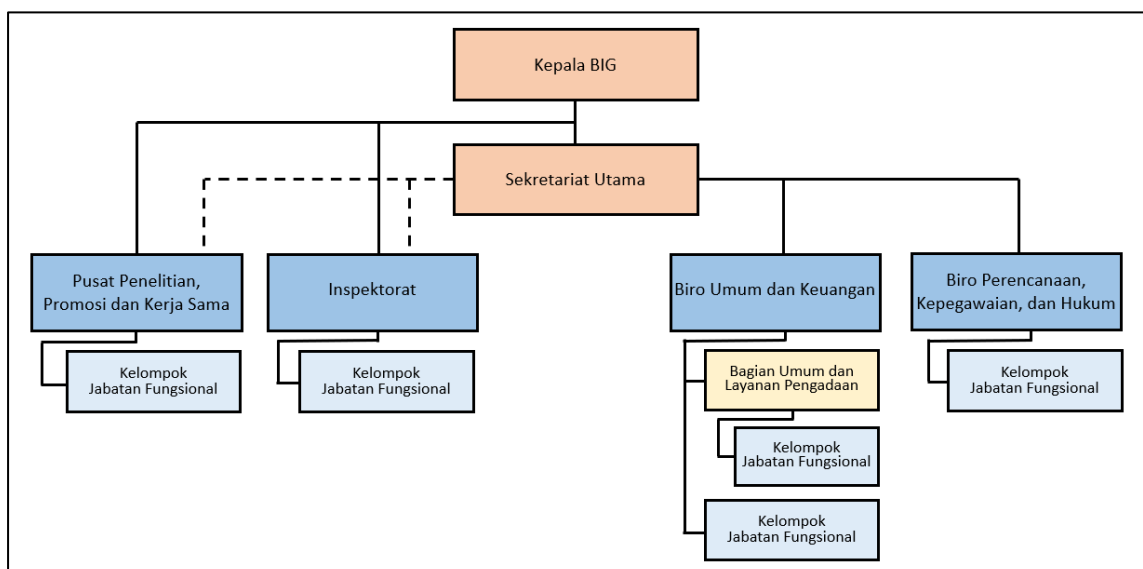 Kepala BIG
Sekretariat Utama
Pusat Penelitian,
Promosi dan Kerja Sama
Inspektorat
Biro Umum dan Keuangan
Biro Perencanaan,
Kepegawaian, dan Hukum
Kelompok
Jabatan Fungsional
Kelompok
Jabatan Fungsional
Bagian Umum dan
Layanan Pengadaan
Kelompok
Jabatan Fungsional
Kelompok
Jabatan Fungsional
Kelompok
Jabatan Fungsional